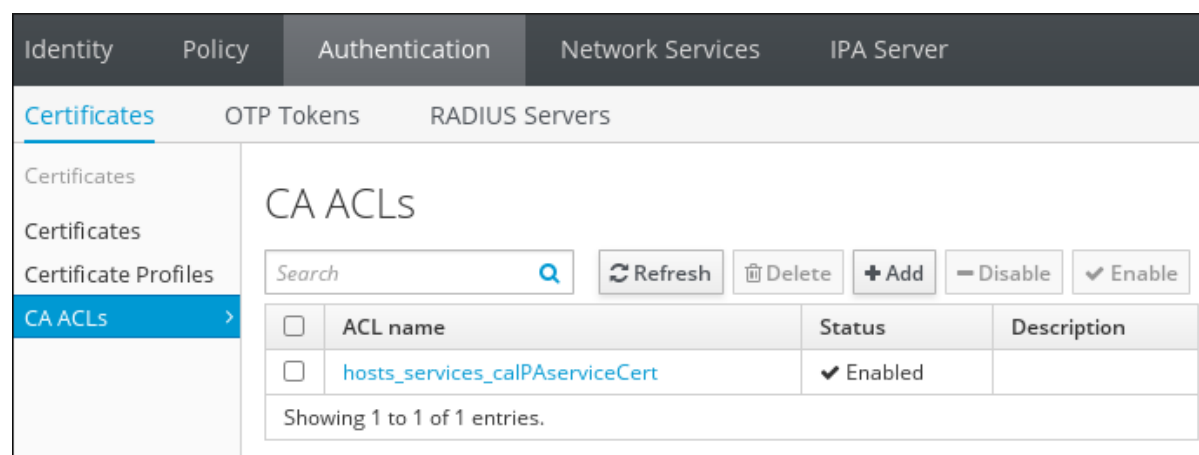 Identity Policy Authentication Network Services IPA Server
Certificates OTP Tokens RADIUS Servers
Certificates
Certificates
Certificate Profiles
CA ACLs
CA ACLs
Search Refresh Delete Add Disable Enable
ACL name Status Description
hosts_services_caIPAserviceCert Enabled
Showing 1 to 1 of 1 entries.